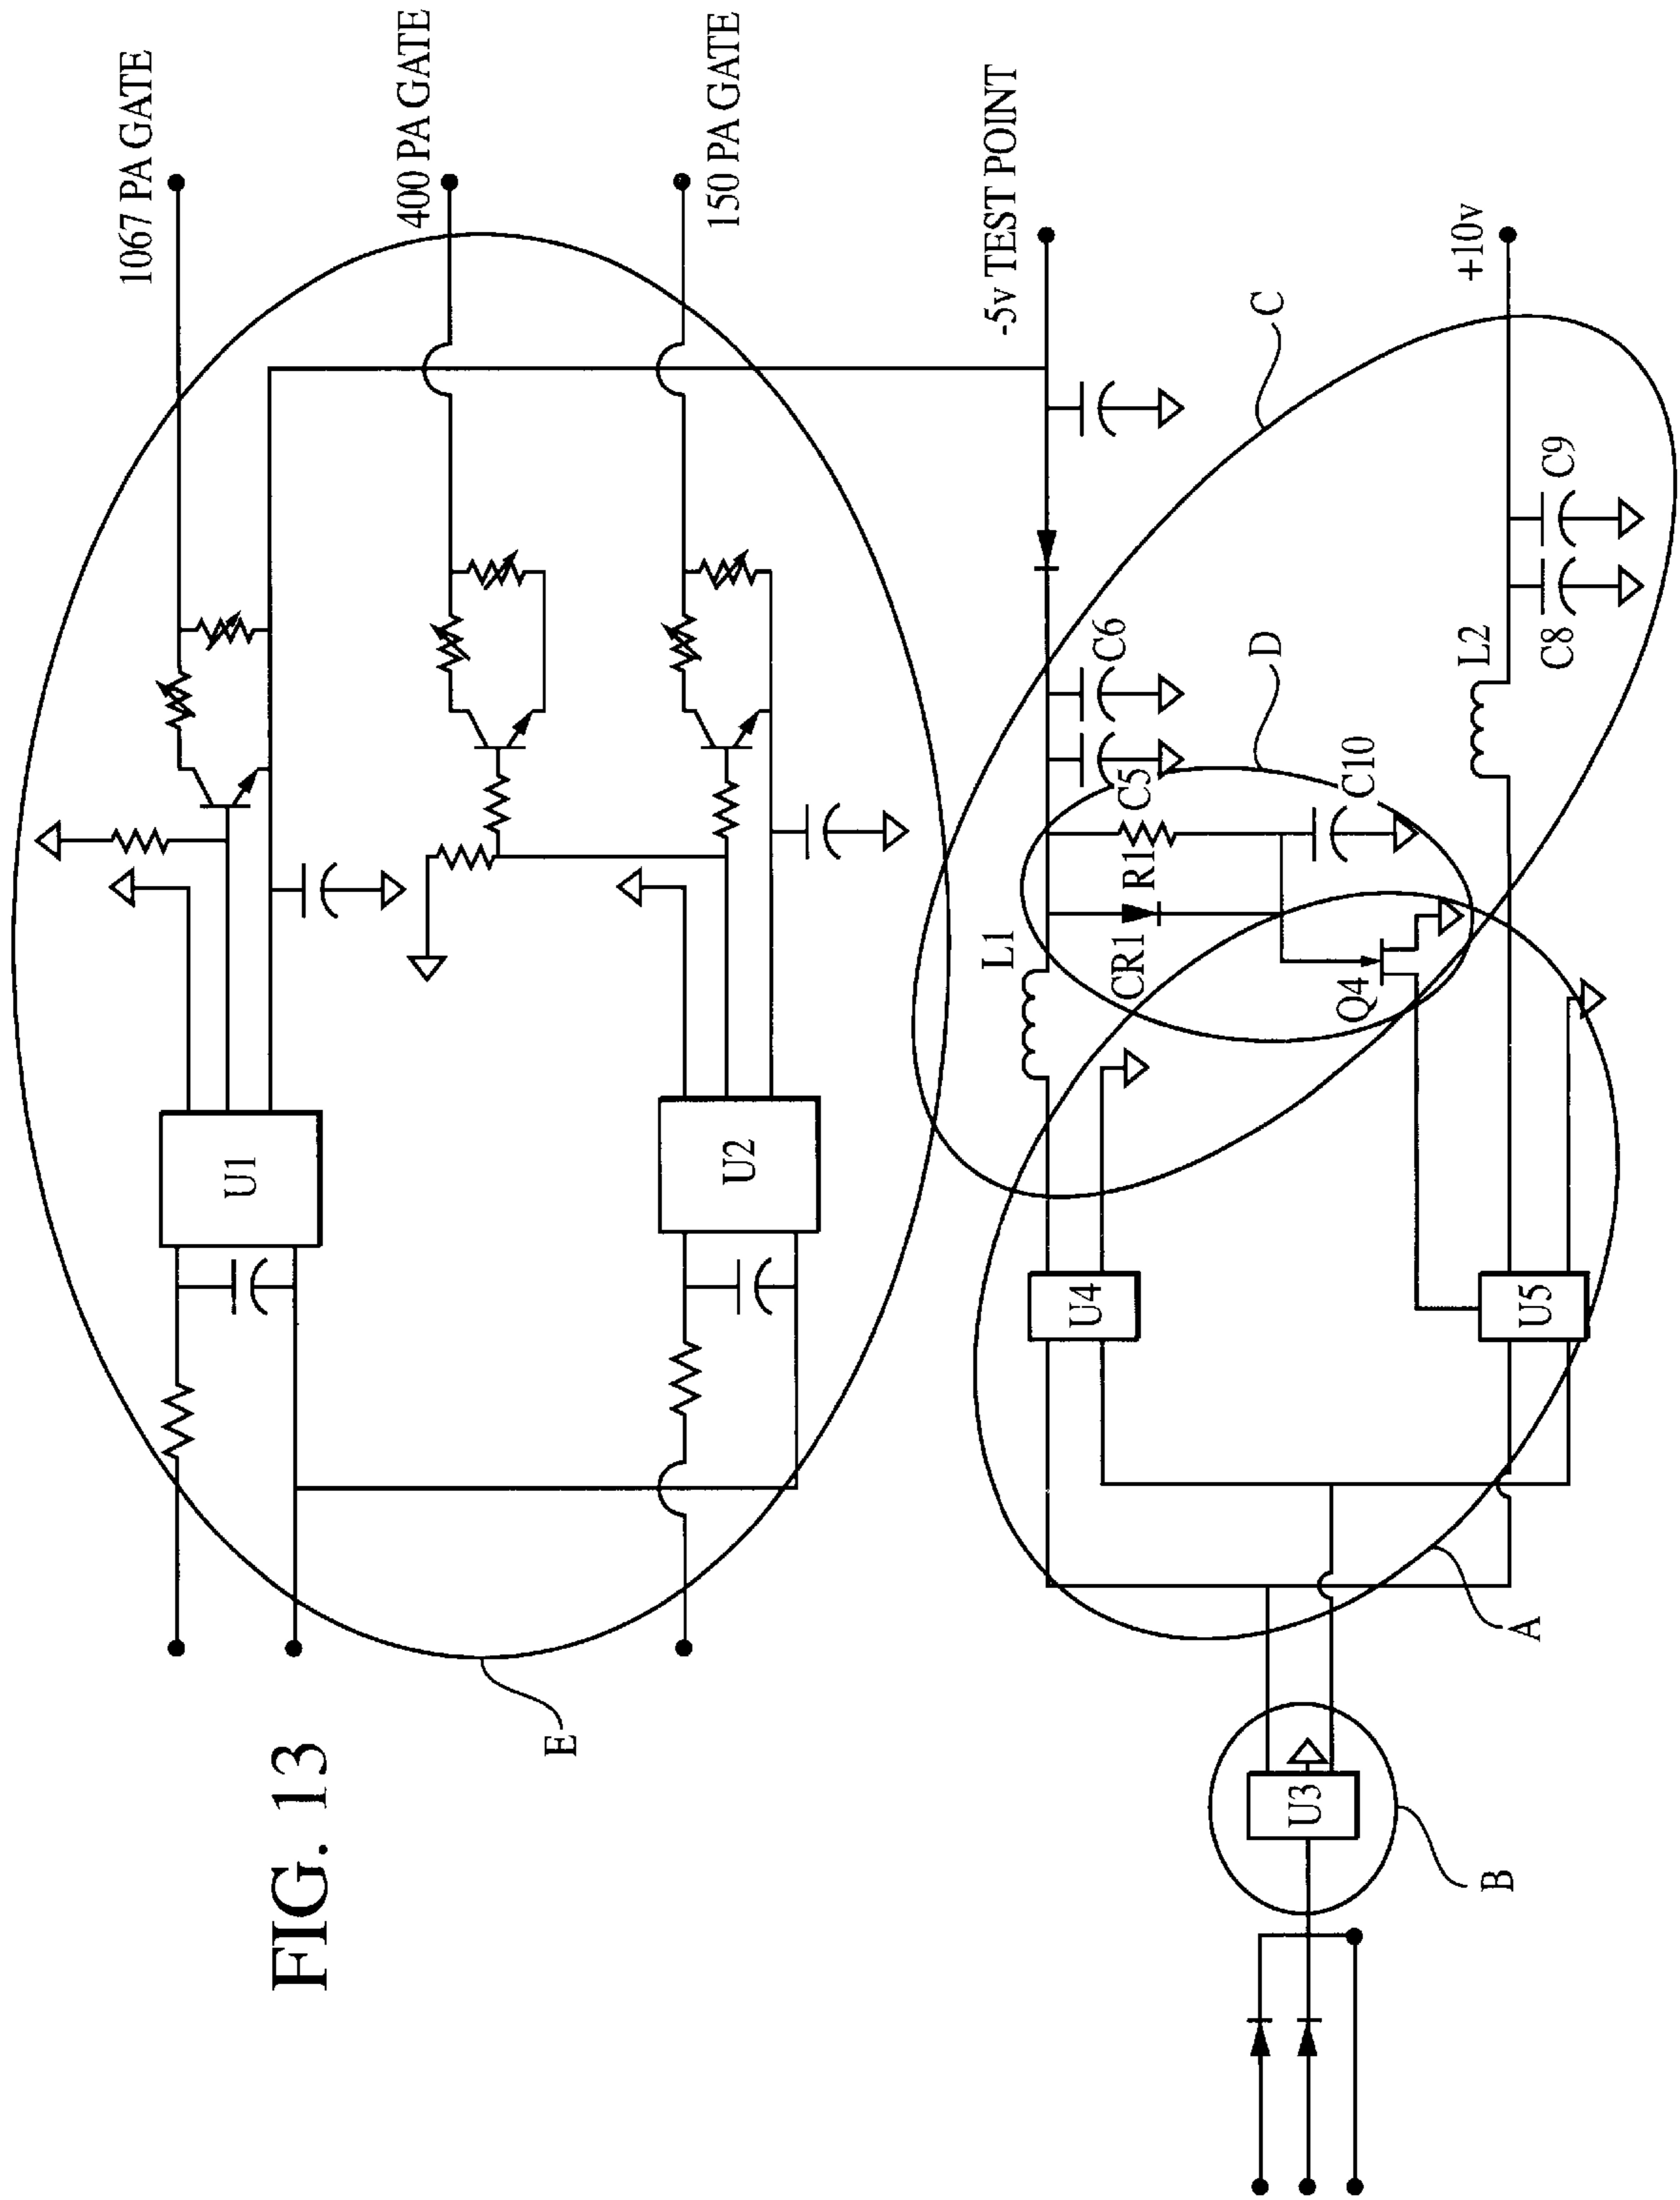 1067 PA GATE
400 PA GATE
150 PA GATE
U1
U2
E
FIG. 13
-5v TEST POINT
C
+10v
C6
D
C5
C10
R1
CR1
L1
Q4
L2
C8
C9
U4
U5
A
U3
B